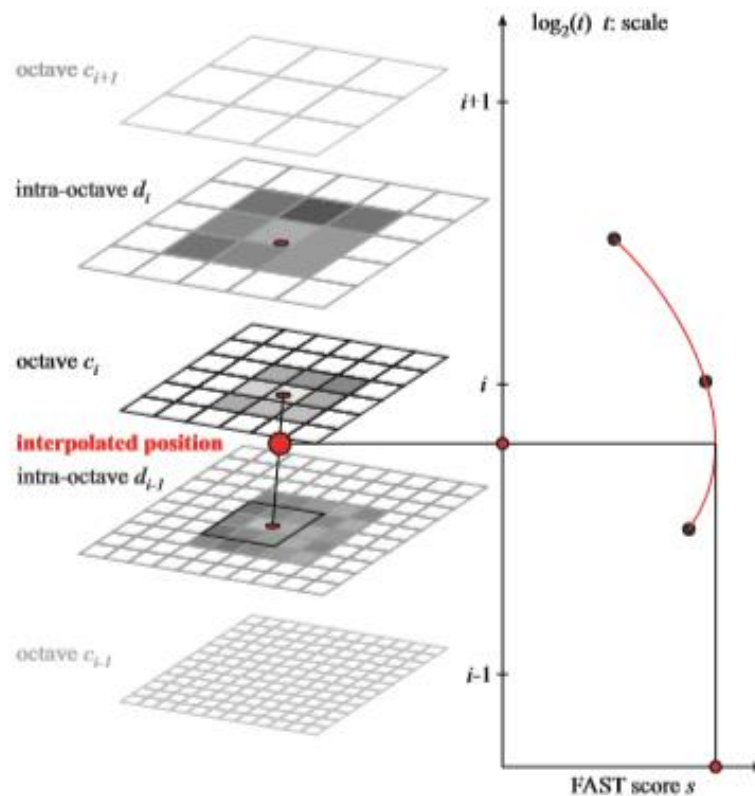 log₂(t) t: scale
octave cᵢ₊₁
i+1
intra-octave dᵢ
octave cᵢ
i
interpolated position
intra-octave dᵢ₋₁
octave cᵢ₋₁
i-1
FAST score s